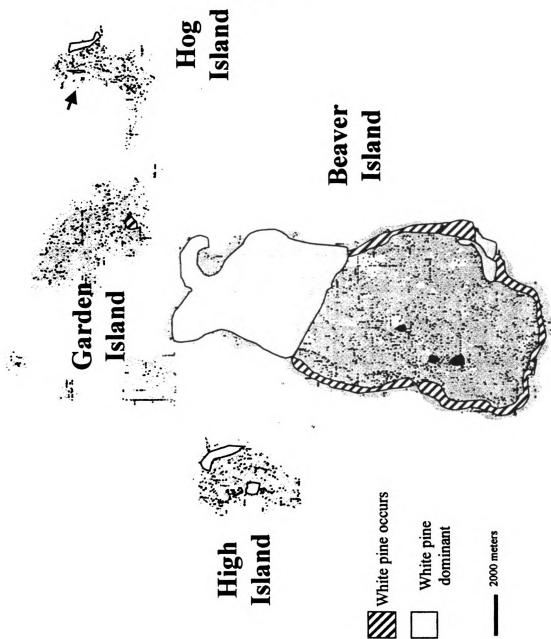 Hog
Island
Garden
Island
Beaver
Island
High
Island
White pine occurs
White pine
dominant
2000 meters